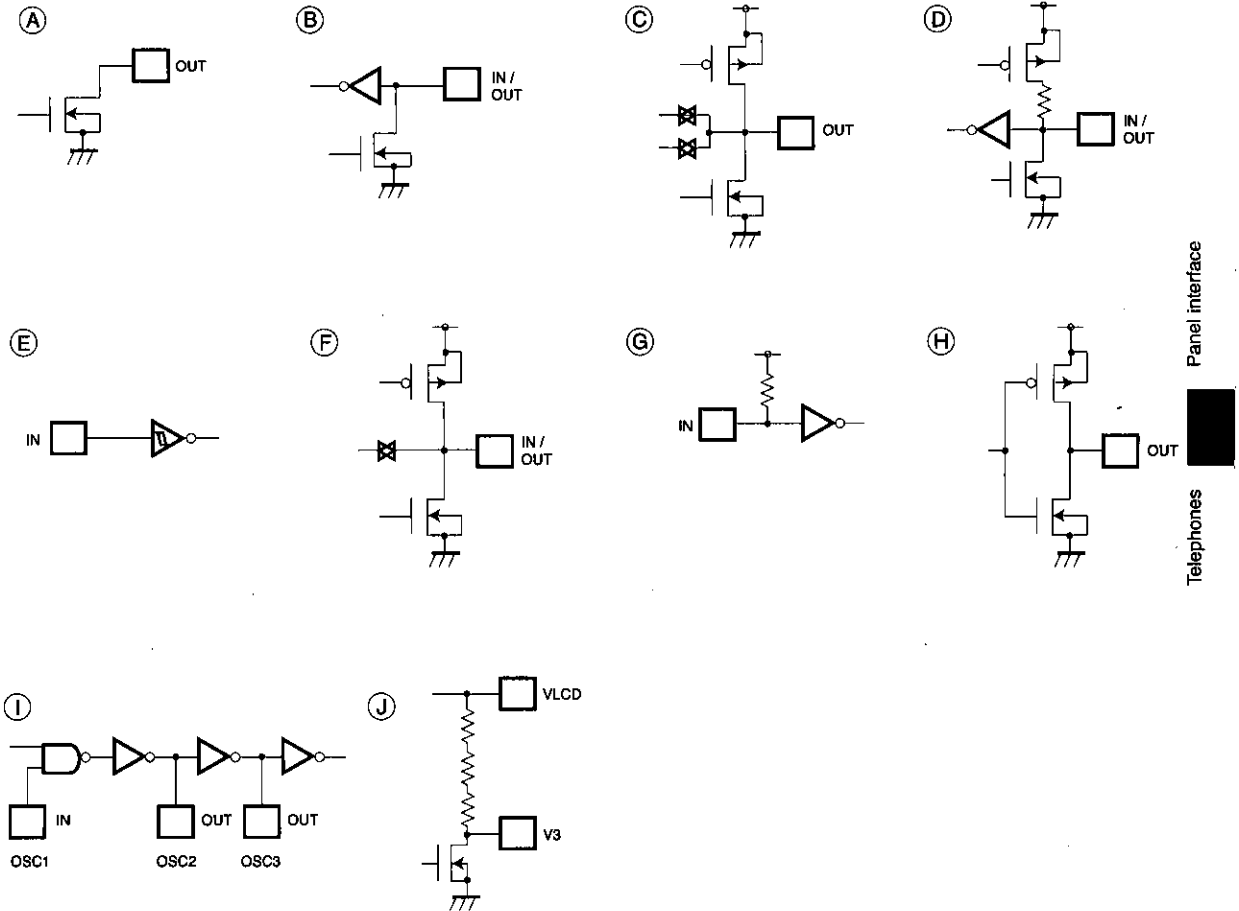 A
OUT
B
IN /
OUT
C
OUT
D
IN /
OUT
E
IN
F
IN /
OUT
G
IN
H
OUT
Panel interface
Telephones
I
IN
OUT
OUT
OSC1
OSC2
OSC3
J
VLCD
V3